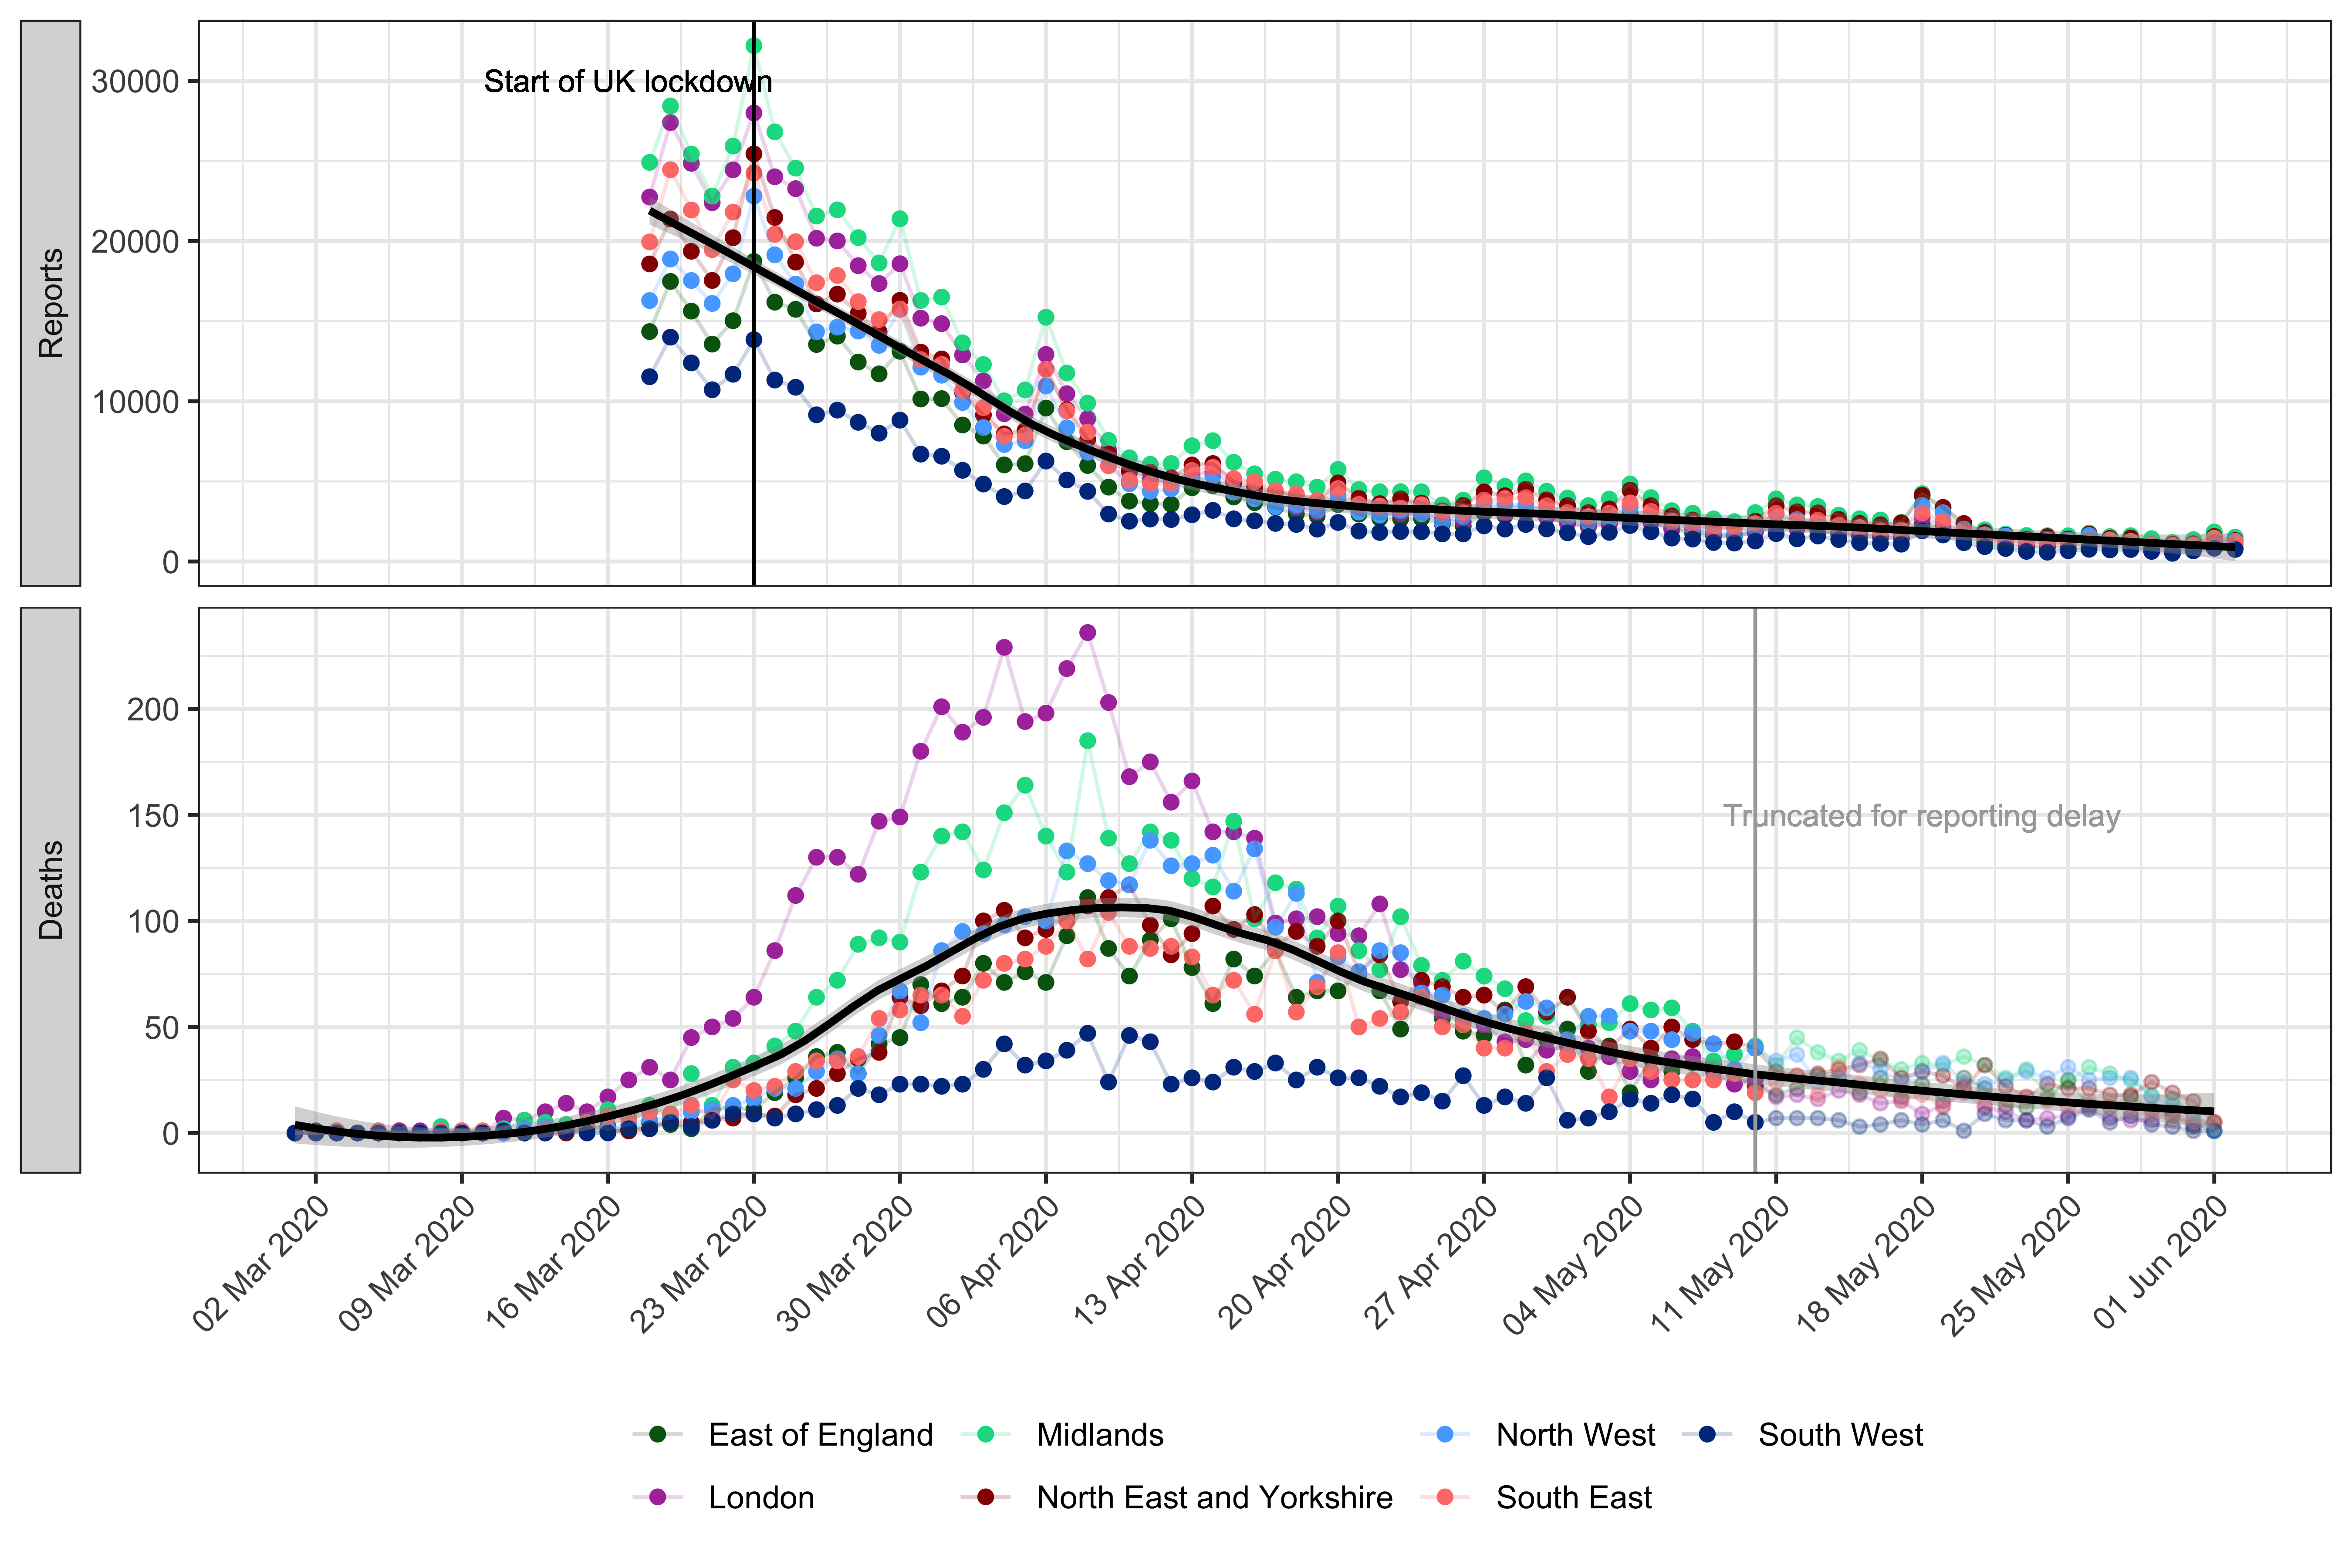 Reports
30000
20000
10000
0
Start of UK lockdown
Deaths
200
150
100
50
0
Truncated for reporting delay
02 Mar 2020
09 Mar 2020
16 Mar 2020
23 Mar 2020
30 Mar 2020
06 Apr 2020
13 Apr 2020
20 Apr 2020
27 Apr 2020
04 May 2020
11 May 2020
18 May 2020
25 May 2020
01 Jun 2020
East of England
Midlands
North West
South West
London
North East and Yorkshire
South East